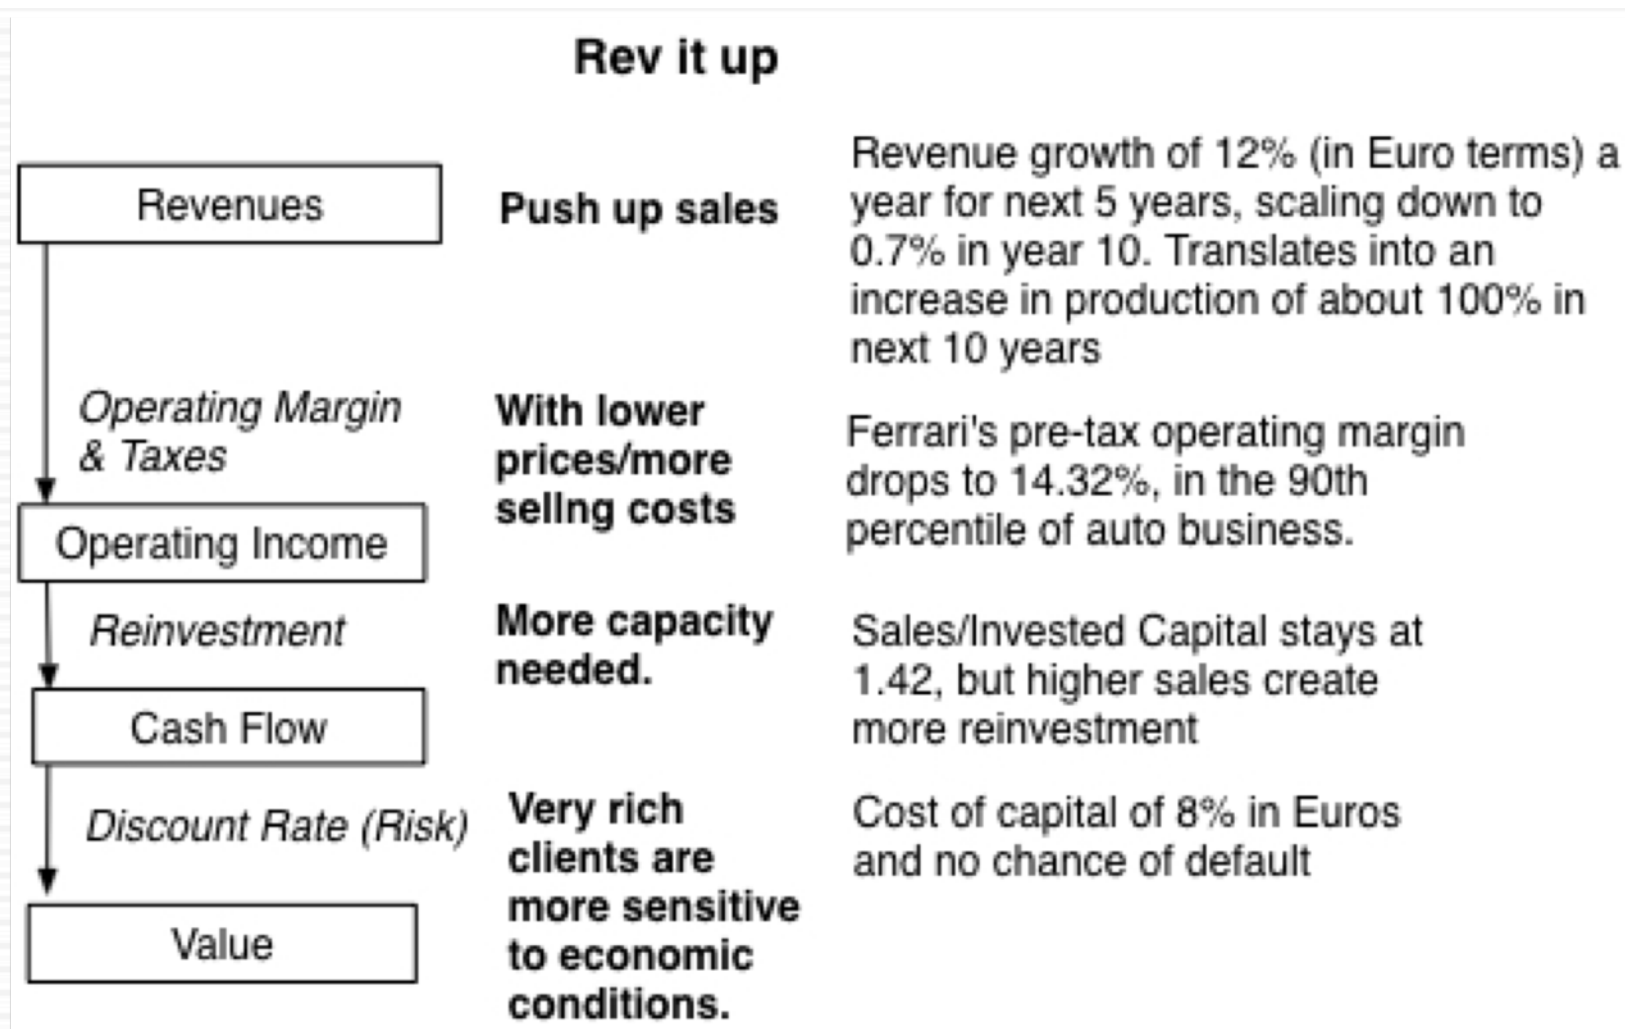 Rev it up
Revenues
Push up sales
Revenue growth of 12% (in Euro terms) a
year for next 5 years, scaling down to
0.7% in year 10. Translates into an
increase in production of about 100% in
next 10 years
Operating Margin
& Taxes
With lower
prices/more
sellng costs
Ferrari's pre-tax operating margin
drops to 14.32%, in the 90th
percentile of auto business.
Operating Income
Reinvestment
More capacity
needed.
Sales/Invested Capital stays at
1.42, but higher sales create
more reinvestment
Cash Flow
Discount Rate (Risk)
Very rich
clients are
more sensitive
to economic
conditions.
Cost of capital of 8% in Euros
and no chance of default
Value